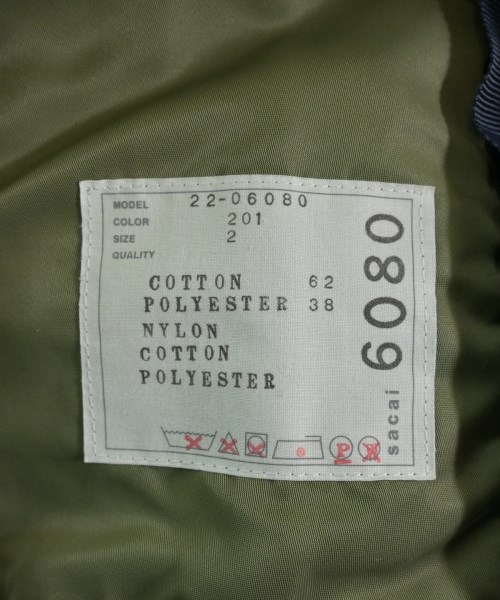 MODEL 22-06080
COLOR 201
SIZE 2
QUALITY
COTTON 62
POLYESTER 38
NYLON
COTTON
POLYESTER
P
sacai 6080